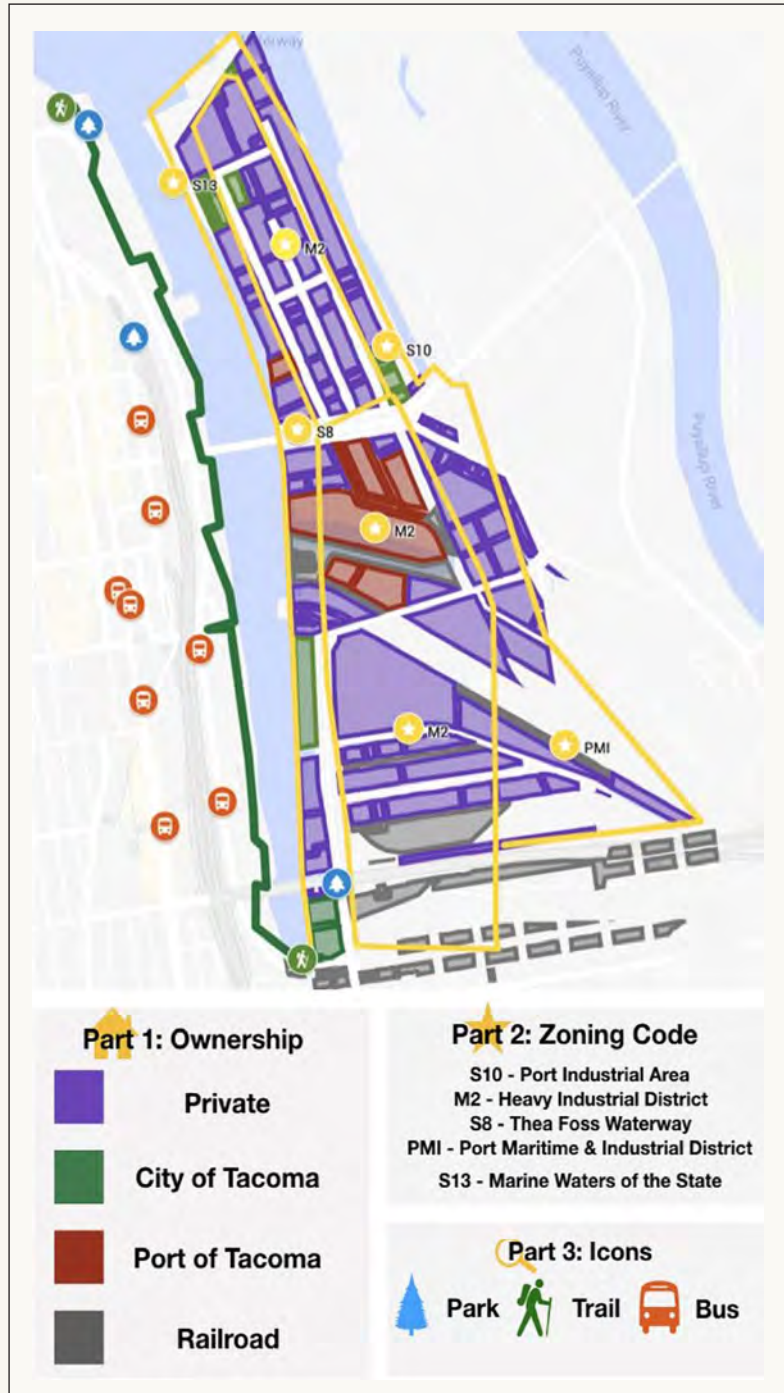 Puyallup River
S13
M2
S10
S8
Puyallup River
M2
M2
PMI
Part 1: Ownership
Private
City of Tacoma
Port of Tacoma
Railroad
Part 2: Zoning Code
S10 - Port Industrial Area
M2 - Heavy Industrial District
S8 - Thea Foss Waterway
PMI - Port Maritime & Industrial District
S13 - Marine Waters of the State
Part 3: Icons
Park
Trail
Bus